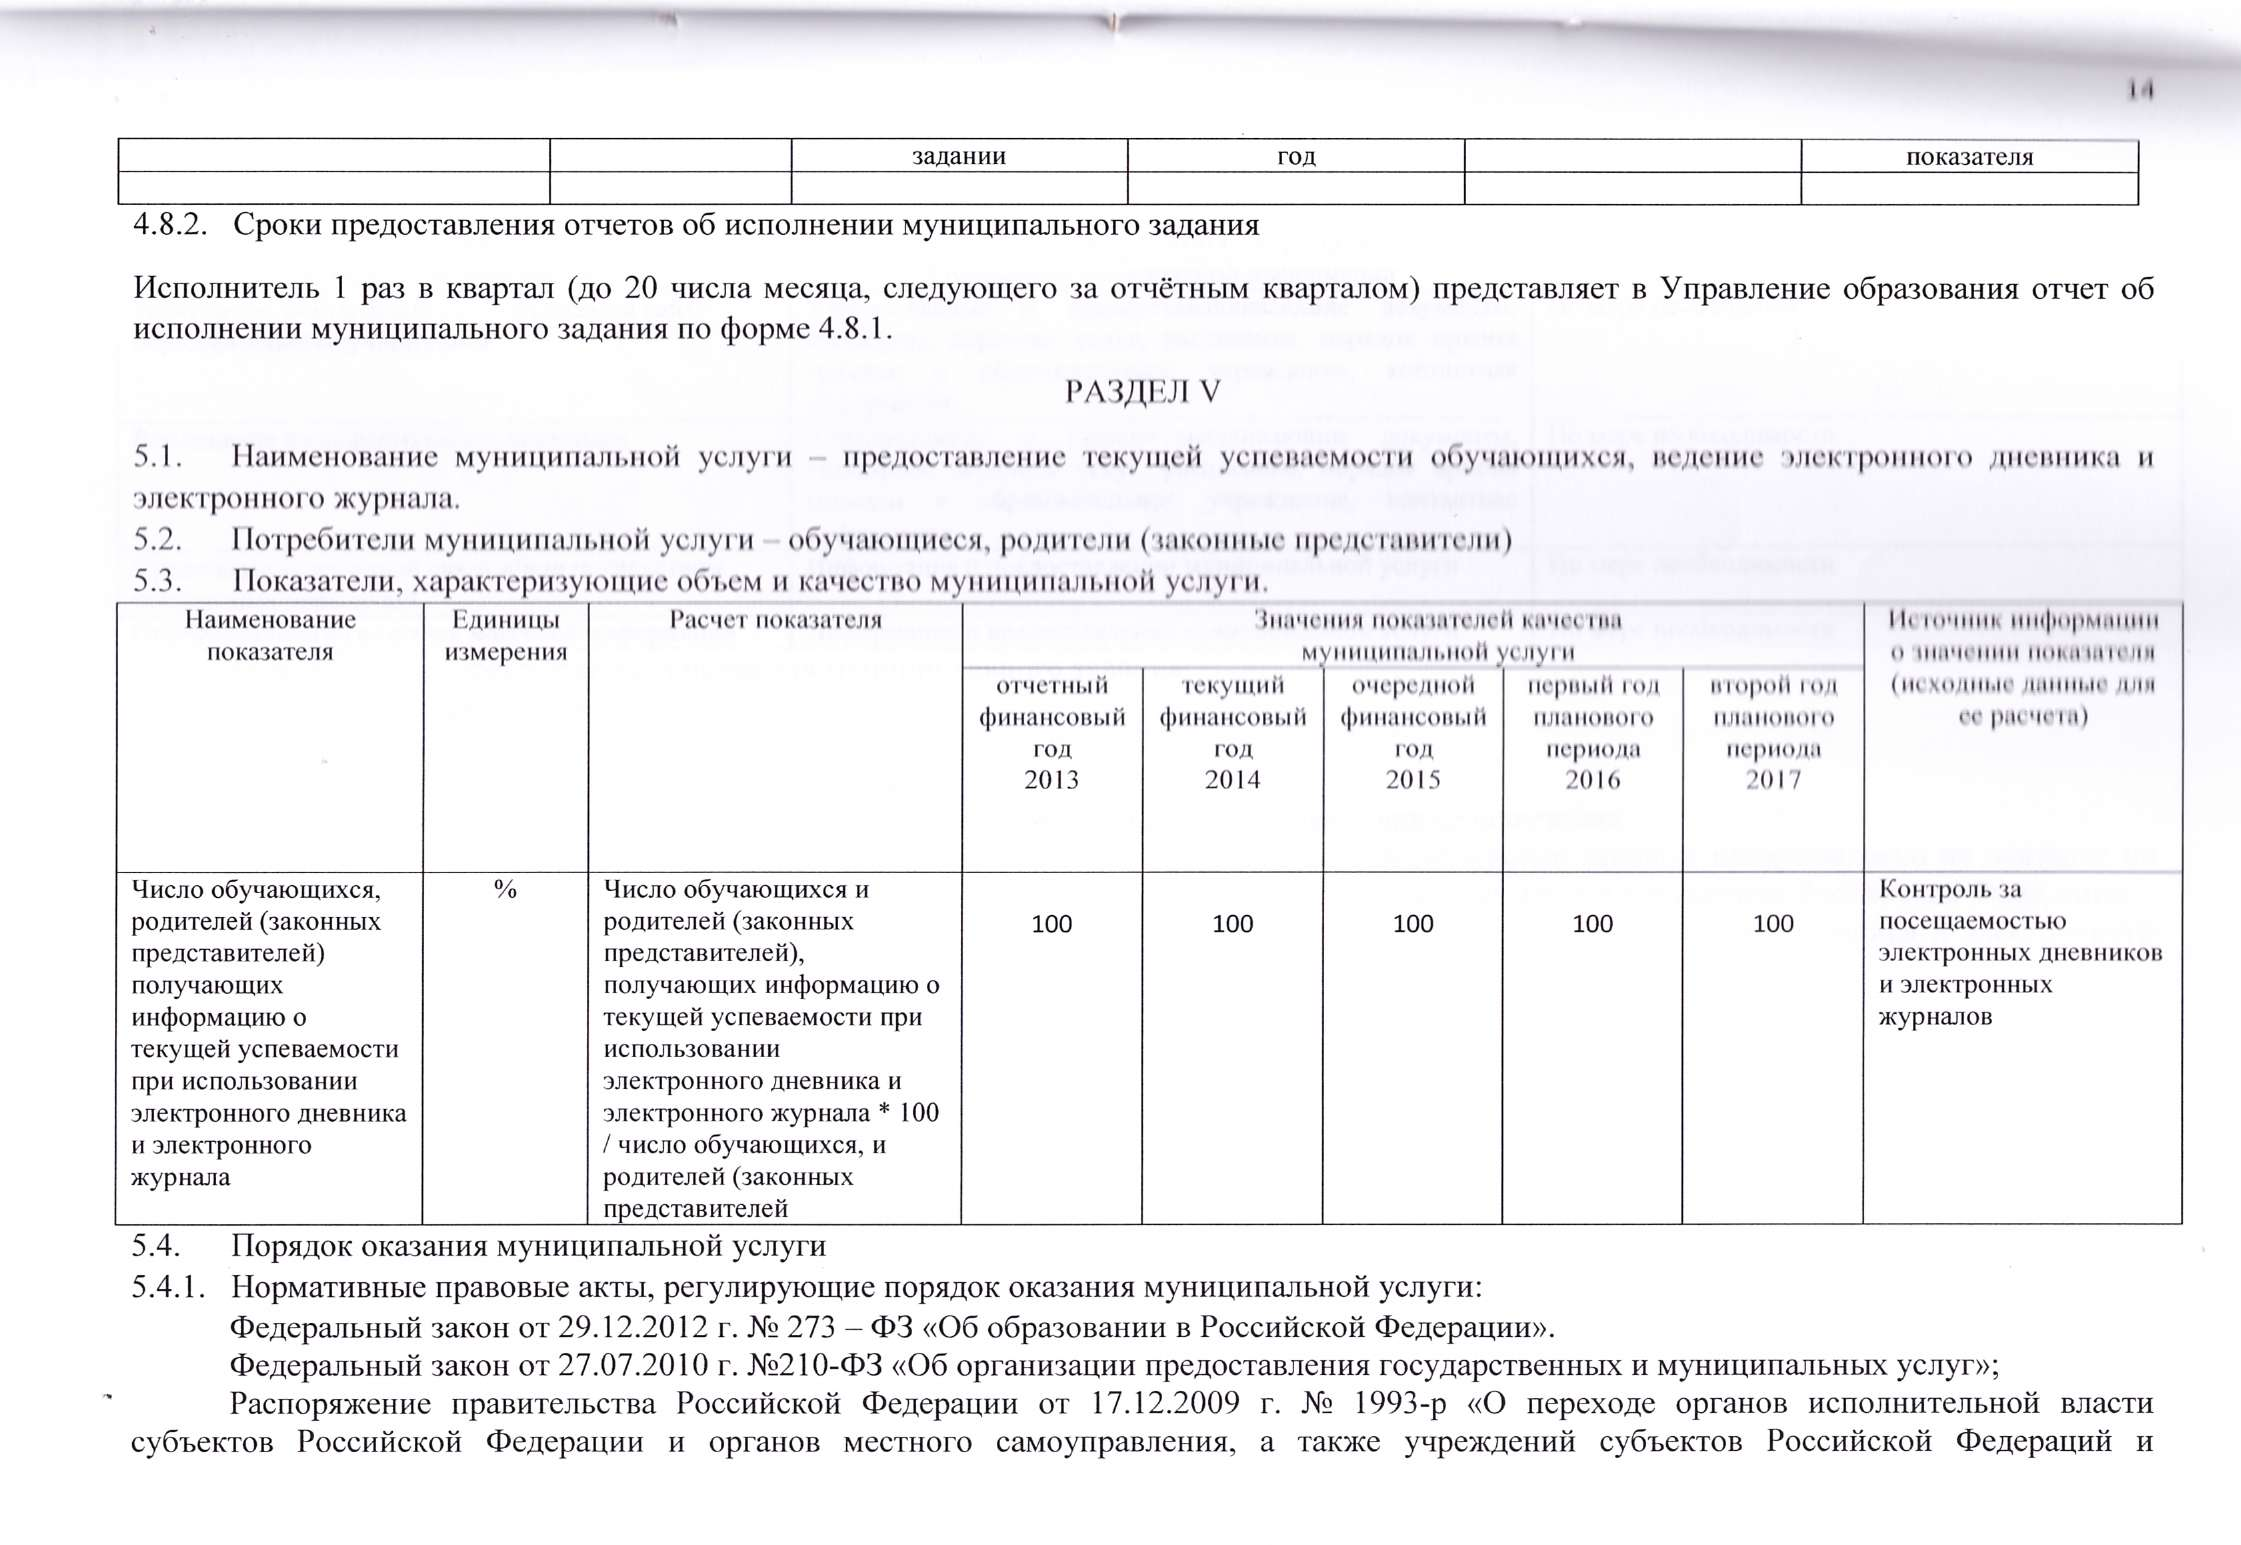 14
задании год показателя
4.8.2. Сроки предоставления отчетов об исполнении муниципального задания
Исполнитель 1 раз в квартал (до 20 числа месяца, следующего за отчётным кварталом) представляет в Управление образования отчет об
исполнении муниципального задания по форме 4.8.1.
РАЗДЕЛ V
5.1. Наименование муниципальной услуги – предоставление текущей успеваемости обучающихся, ведение электронного дневника и
электронного журнала.
5.2. Потребители муниципальной услуги – обучающиеся, родители (законные представители)
5.3. Показатели, характеризующие объем и качество муниципальной услуги.
Наименование
показателя
Единицы
измерения
Расчет показателя
Значения показателей качества
муниципальной услуги
отчетный
финансовый
год
2013
текущий
финансовый
год
2014
очередной
финансовый
год
2015
первый год
планового
периода
2016
второй год
планового
периода
2017
Источник информации
о значении показателя
(исходные данные для
ее расчета)
Число обучающихся,
родителей (законных
представителей)
получающих
информацию о
текущей успеваемости
при использовании
электронного дневника
и электронного
журнала
%
Число обучающихся и
родителей (законных
представителей),
получающих информацию о
текущей успеваемости при
использовании
электронного дневника и
электронного журнала * 100
/ число обучающихся, и
родителей (законных
представителей
100
100
100
100
100
Контроль за
посещаемостью
электронных дневников
и электронных
журналов
5.4. Порядок оказания муниципальной услуги
5.4.1. Нормативные правовые акты, регулирующие порядок оказания муниципальной услуги:
Федеральный закон от 29.12.2012 г. № 273 – ФЗ «Об образовании в Российской Федерации».
Федеральный закон от 27.07.2010 г. №210-ФЗ «Об организации предоставления государственных и муниципальных услуг»;
Распоряжение правительства Российской Федерации от 17.12.2009 г. № 1993-р «О переходе органов исполнительной власти
субъектов Российской Федерации и органов местного самоуправления, а также учреждений субъектов Российской Федераций и